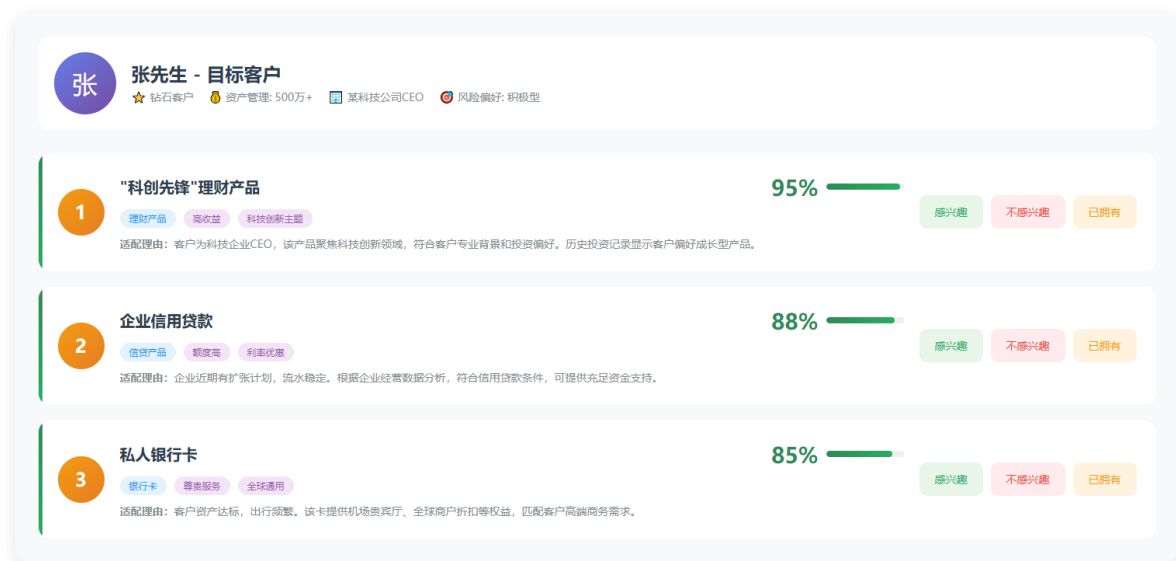 张
张先生 - 目标客户
钻石客户 资产管理: 500万+ 某科技公司CEO 风险偏好: 积极型
1
"科创先锋"理财产品
理财产品 高收益 科技创新主题
适配理由：客户为科技企业CEO，该产品聚焦科技创新领域，符合客户专业背景和投资偏好。历史投资记录显示客户偏好成长型产品。
95%
感兴趣 不感兴趣 已拥有
2
企业信用贷款
信贷产品 额度高 利率优惠
适配理由：企业近期有扩张计划，流水稳定。根据企业经营数据分析，符合信用贷款条件，可提供充足资金支持。
88%
感兴趣 不感兴趣 已拥有
3
私人银行卡
银行卡 尊贵服务 全球通用
适配理由：客户资产达标，出行频繁。该卡提供机场贵宾厅、全球商户折扣等权益，匹配客户高端商务需求。
85%
感兴趣 不感兴趣 已拥有